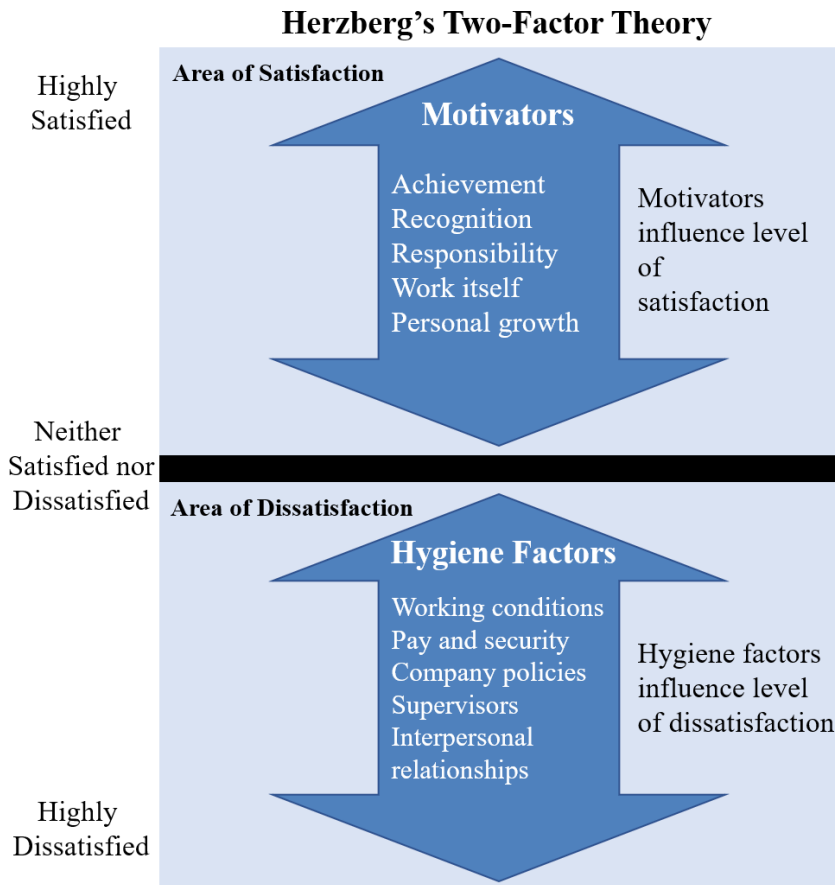 Herzberg’s Two-Factor Theory
Highly
Satisfied
Area of Satisfaction
Motivators
Achievement
Recognition
Responsibility
Work itself
Personal growth
Motivators
influence level
of
satisfaction
Neither
Satisfied nor
Dissatisfied
Area of Dissatisfaction
Hygiene Factors
Working conditions
Pay and security
Company policies
Supervisors
Interpersonal
relationships
Hygiene factors
influence level
of dissatisfaction
Highly
Dissatisfied